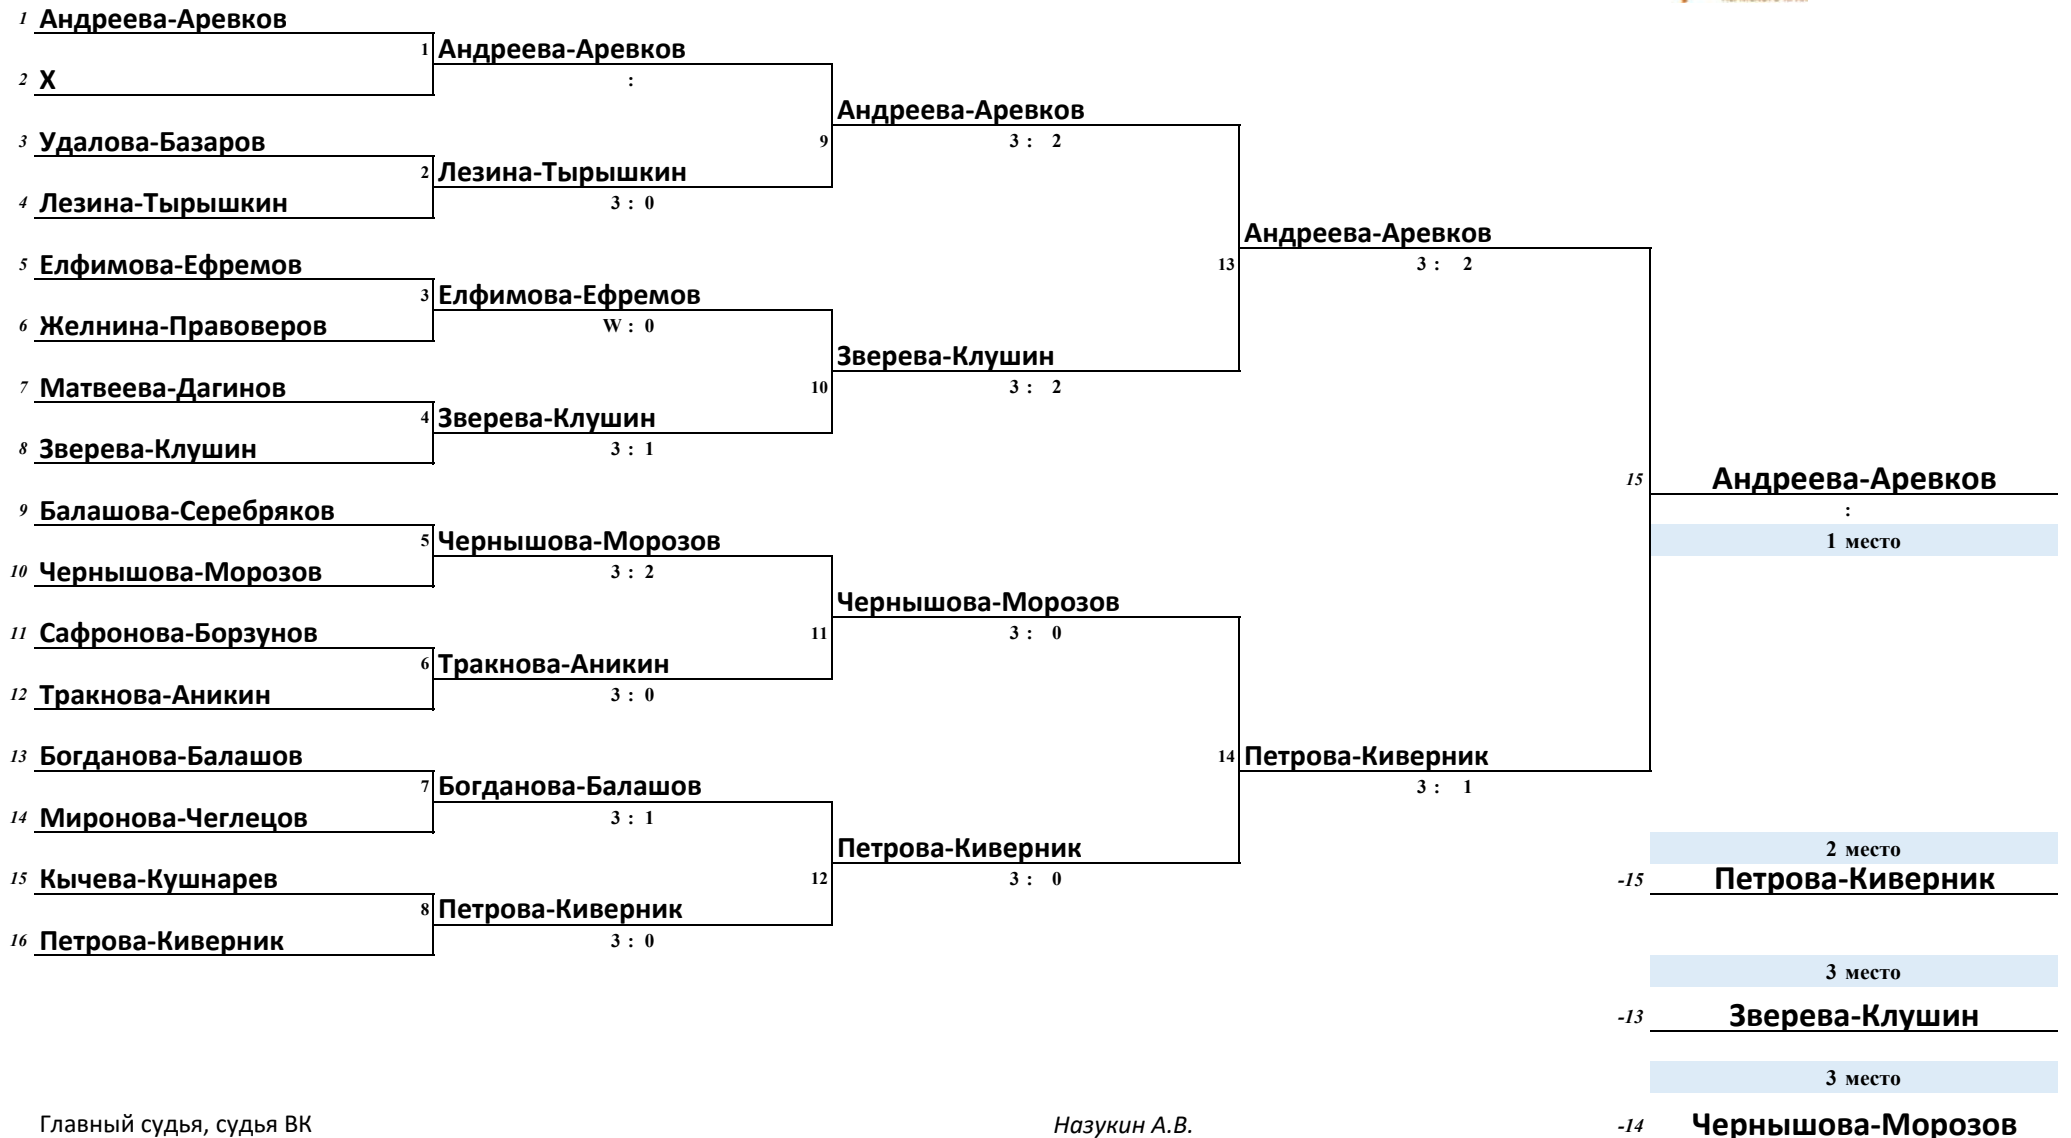 1 Андреева-Аревков
1 Андреева-Аревков
2 X
:
Андреева-Аревков
3 Удалова-Базаров
9
3 : 2
2 Лезина-Тырышкин
4 Лезина-Тырышкин
3 : 0
Андреева-Аревков
5 Елфимова-Ефремов
13
3 : 2
3 Елфимова-Ефремов
6 Желнина-Правоверов
W : 0
Зверева-Клушин
7 Матвеева-Дагинов
10
3 : 2
4 Зверева-Клушин
8 Зверева-Клушин
3 : 1
15 Андреева-Аревков
9 Балашова-Серебряков
:
5 Чернышова-Морозов
1 место
10 Чернышова-Морозов
3 : 2
Чернышова-Морозов
11 Сафронова-Борзунов
11
3 : 0
6 Тракнова-Аникин
12 Тракнова-Аникин
3 : 0
13 Богданова-Балашов
14 Петрова-Киверник
7 Богданова-Балашов
3 : 1
14 Миронова-Чеглецов
3 : 1
Петрова-Киверник
2 место
15 Кычева-Кушнарев
12
3 : 0
-15 Петрова-Киверник
8 Петрова-Киверник
16 Петрова-Киверник
3 : 0
3 место
-13 Зверева-Клушин
3 место
Главный судья, судья ВК
Назукин А.В.
-14 Чернышова-Морозов